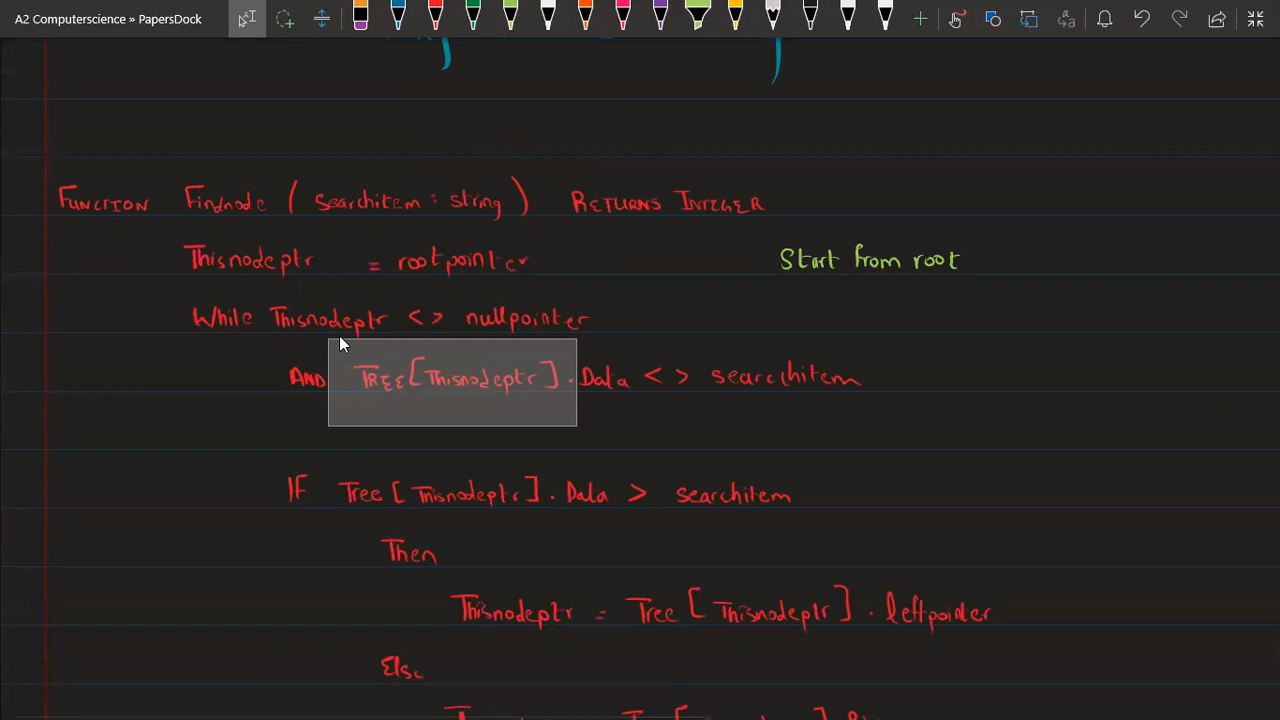 A2 Computerscience » PapersDock
FUNCTION Findnode ( searchitem : string ) RETURNS INTEGER
Thisnodeptr = rootpointer Start from root
While Thisnodeptr < > nullpointer
AND TREE[Thisnodeptr].Data < > searchitem
IF Tree [Thisnodeptr].Data > searchitem
Then
Thisnodeptr = Tree [Thisnodeptr].leftpointer
Else